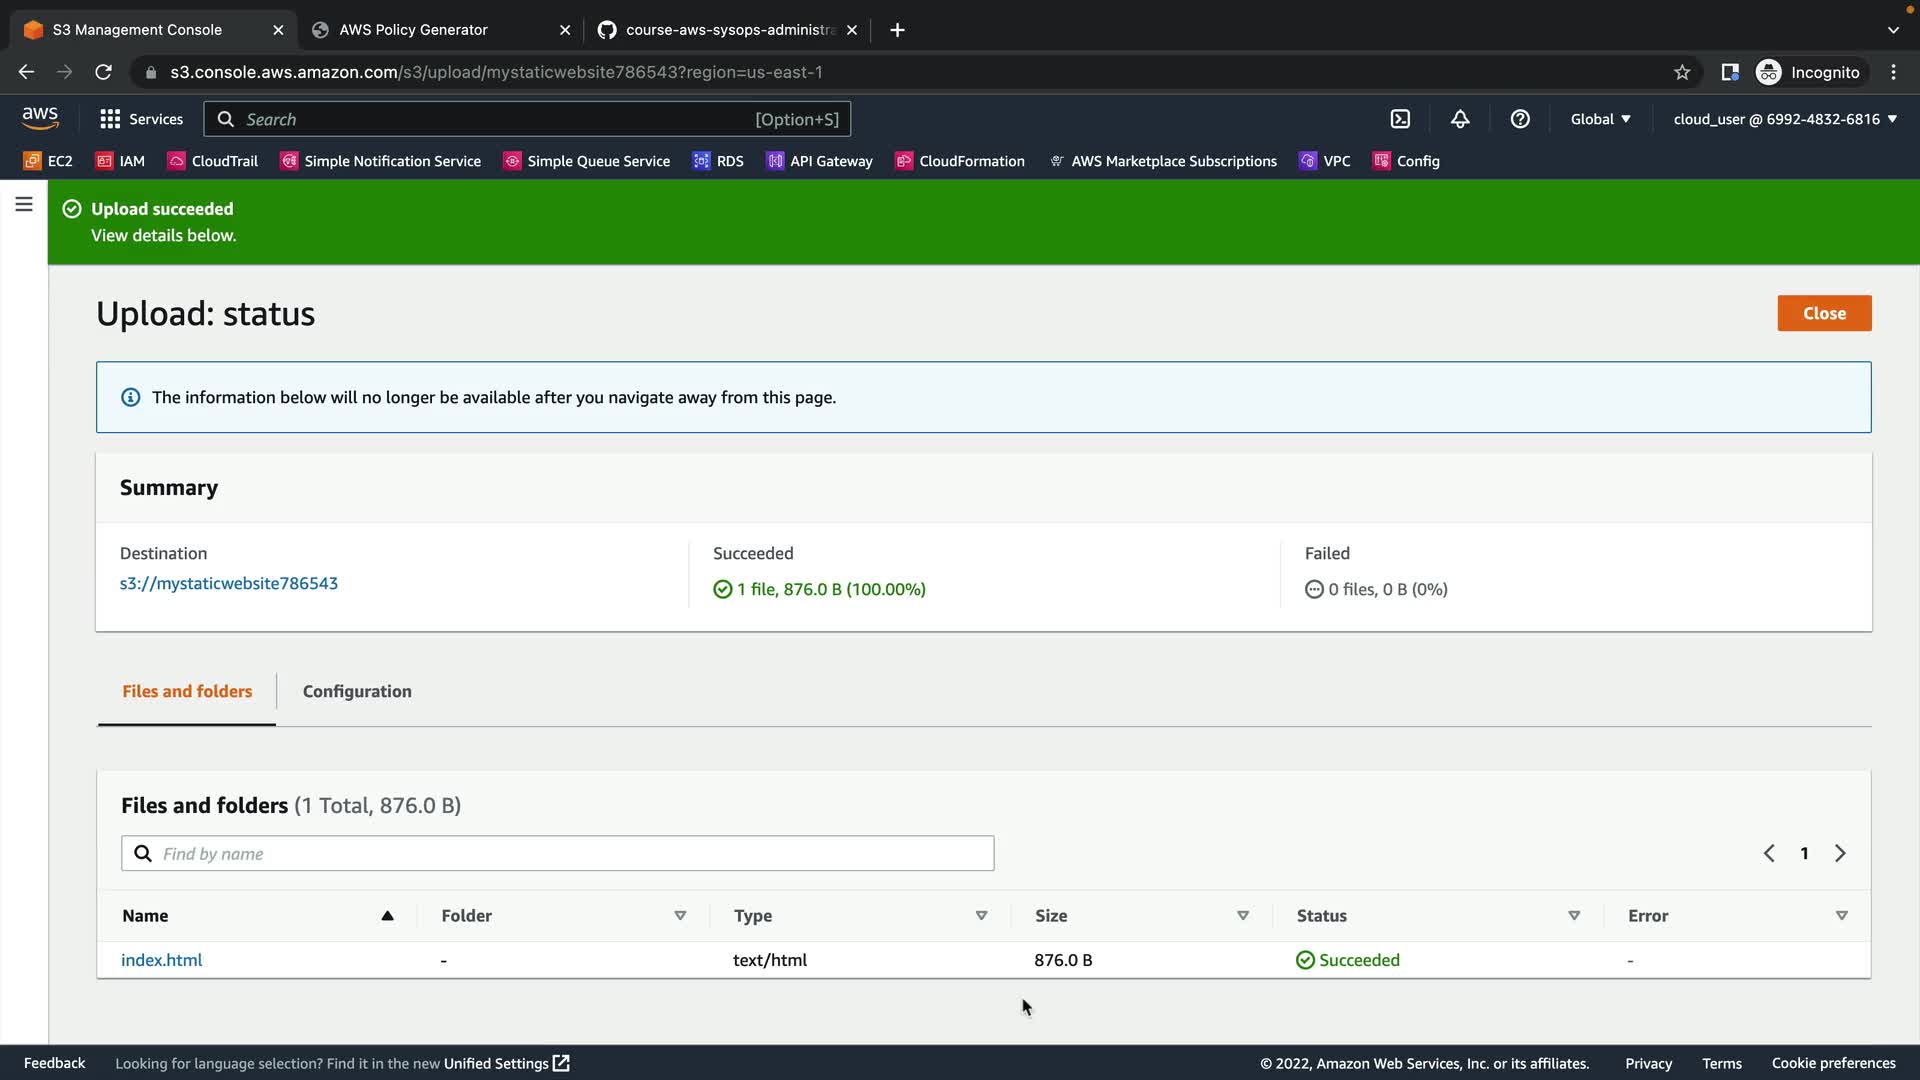 S3 Management Console
AWS Policy Generator
course-aws-sysops-administra
s3.console.aws.amazon.com/s3/upload/mystaticwebsite786543?region=us-east-1
Incognito
aws
Services
Search
[Option+S]
Global
cloud_user @ 6992-4832-6816
EC2
IAM
CloudTrail
Simple Notification Service
Simple Queue Service
RDS
API Gateway
CloudFormation
AWS Marketplace Subscriptions
VPC
Config
Upload succeeded
View details below.
Upload: status
Close
The information below will no longer be available after you navigate away from this page.
Summary
Destination
s3://mystaticwebsite786543
Succeeded
1 file, 876.0 B (100.00%)
Failed
0 files, 0 B (0%)
Files and folders
Configuration
Files and folders (1 Total, 876.0 B)
Find by name
1
Name Folder Type Size Status Error
index.html - text/html 876.0 B Succeeded -
Feedback
Looking for language selection? Find it in the new Unified Settings
© 2022, Amazon Web Services, Inc. or its affiliates.
Privacy
Terms
Cookie preferences